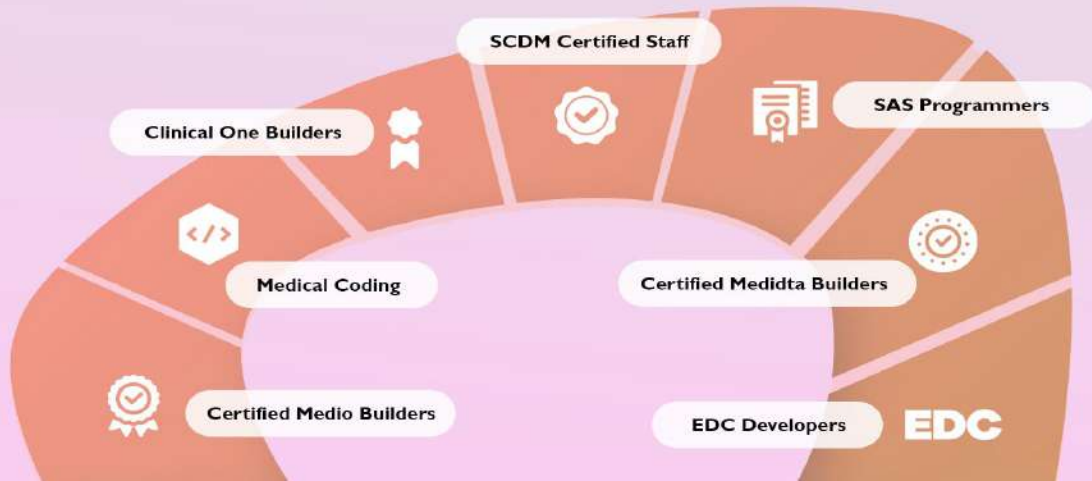 SCDM Certified Staff
SAS Programmers
Clinical One Builders
Medical Coding
Certified Medidta Builders
Certified Medio Builders
EDC Developers
EDC